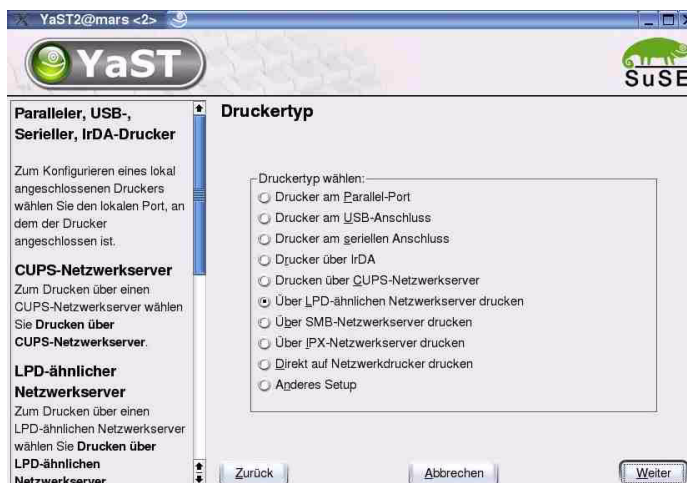 YaST2@mars <2>
YaST
SuSE
Paralleler, USB-,
Serieller, IrDA-Drucker
Zum Konfigurieren eines lokal
angeschlossenen Druckers
wählen Sie den lokalen Port, an
dem der Drucker
angeschlossen ist.
CUPS-Netzwerkserver
Zum Drucken über einen
CUPS-Netzwerkserver wählen
Sie Drucken über
CUPS-Netzwerkserver.
LPD-ähnlicher
Netzwerkserver
Zum Drucken über einen
LPD-ähnlichen Netzwerkserver
wählen Sie Drucken über
LPD-ähnlichen
Netzwerkserver
Druckertyp
Druckertyp wählen:
Drucker am Parallel-Port
Drucker am USB-Anschluss
Drucker am seriellen Anschluss
Drucker über IrDA
Drucken über CUPS-Netzwerkserver
Über LPD-ähnlichen Netzwerkserver drucken
Über SMB-Netzwerkserver drucken
Über IPX-Netzwerkserver drucken
Direkt auf Netzwerkdrucker drucken
Anderes Setup
Zurück
Abbrechen
Weiter